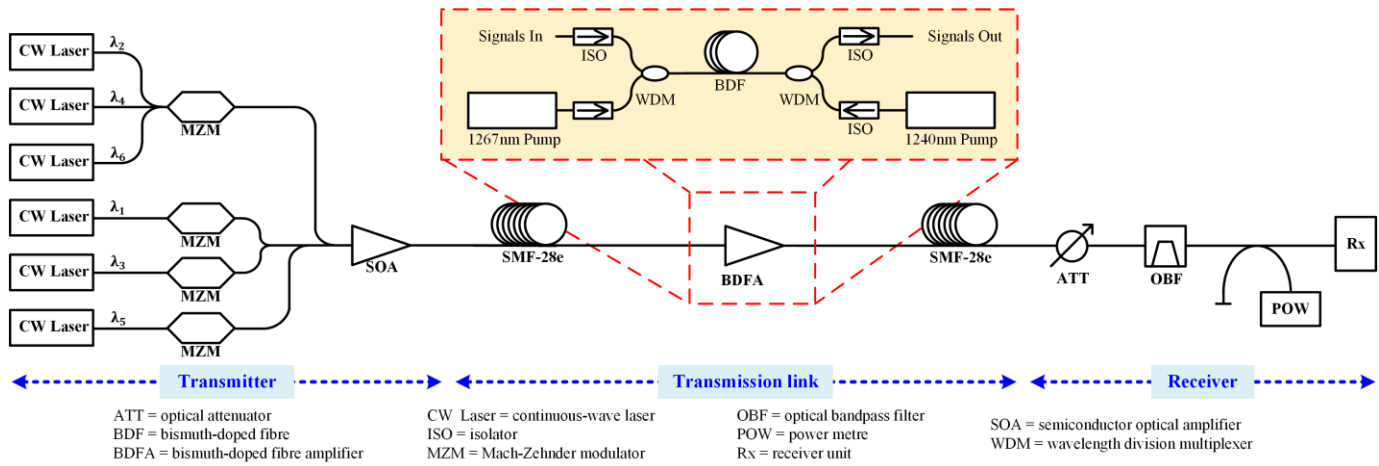 Signals In
ISO
Signals Out
WDM
BDF
WDM
1267nm Pump
ISO
1240nm Pump
CW Laser
λ2
CW Laser
λ4
MZM
CW Laser
λ6
CW Laser
λ1
MZM
CW Laser
λ3
MZM
CW Laser
λ5
MZM
SOA
SMF-28e
BDFA
SMF-28e
ATT
OBF
POW
Rx
ISO
Transmitter
Transmission link
Receiver
ATT = optical attenuator
BDF = bismuth-doped fibre
BDFA = bismuth-doped fibre amplifier
CW Laser = continuous-wave laser
ISO = isolator
MZM = Mach-Zehnder modulator
OBF = optical bandpass filter
POW = power metre
Rx = receiver unit
SOA = semiconductor optical amplifier
WDM = wavelength division multiplexer